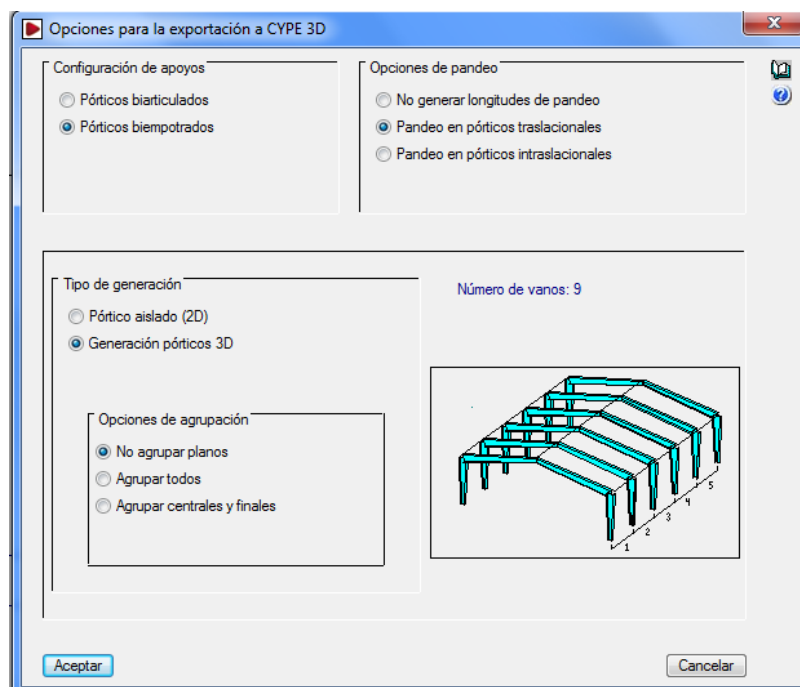 Opciones para la exportación a CYPE 3D
Configuración de apoyos
Pórticos biarticulados
Pórticos biempotrados
Opciones de pandeo
No generar longitudes de pandeo
Pandeo en pórticos traslacionales
Pandeo en pórticos intraslacionales
Tipo de generación
Pórtico aislado (2D)
Generación pórticos 3D
Opciones de agrupación
No agrupar planos
Agrupar todos
Agrupar centrales y finales
Número de vanos: 9
1
2
3
4
5
Aceptar
Cancelar